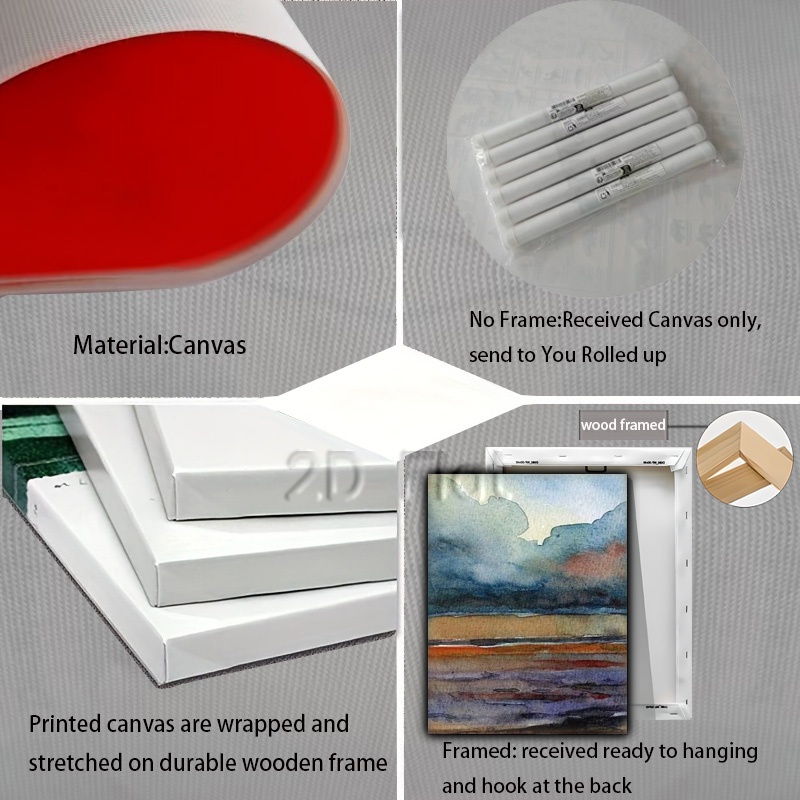 Material:Canvas
No Frame:Received Canvas only,
send to You Rolled up
wood framed
2D
Printed canvas are wrapped and
stretched on durable wooden frame
Framed: received ready to hanging
and hook at the back